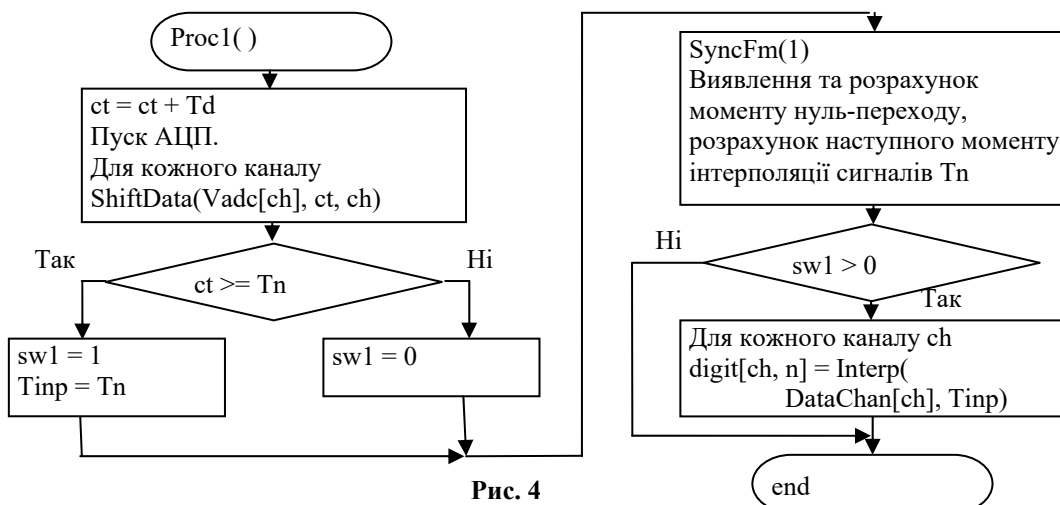 Proc1( )
ct = ct + Td
Пуск АЦП.
Для кожного каналу
ShiftData(Vadc[ch], ct, ch)
Так
Ні
ct >= Tn
sw1 = 1
Tinp = Tn
sw1 = 0
SyncFm(1)
Виявлення та розрахунок
моменту нуль-переходу,
розрахунок наступного моменту
інтерполяції сигналів Tn
Ні
sw1 > 0
Так
Для кожного каналу ch
digit[ch, n] = Interp(
DataChan[ch], Tinp)
end
Рис. 4